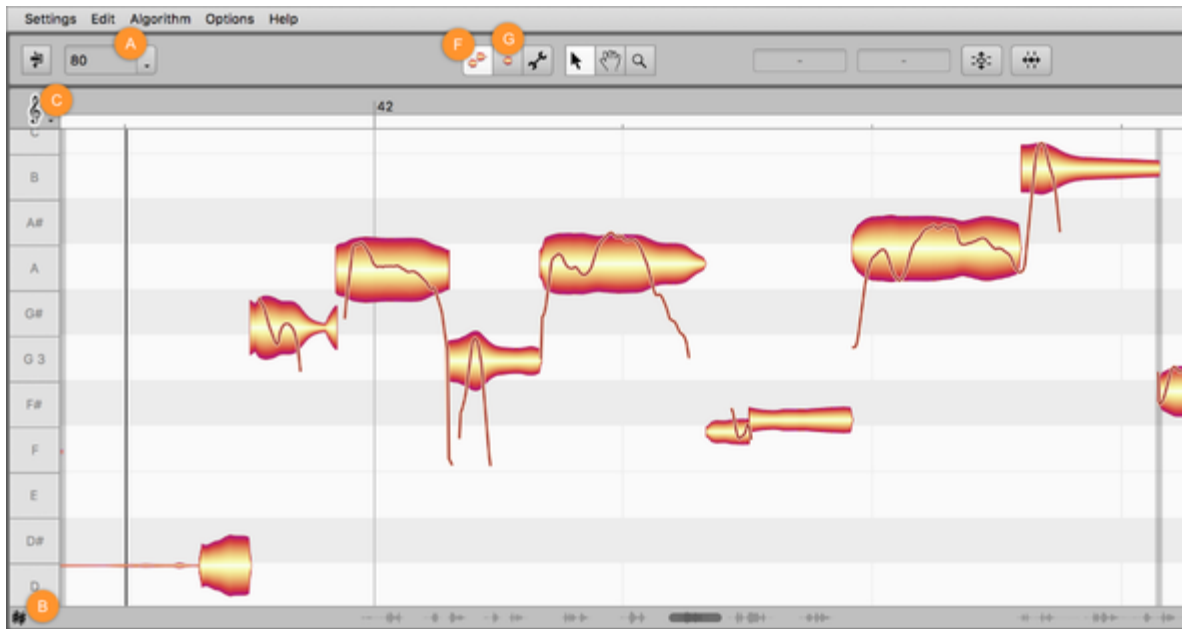 Settings Edit Algorithm Options Help
A
F
G
80
- -
C
42
C
B
A#
A
G#
G 3
F#
F
E
D#
D
B